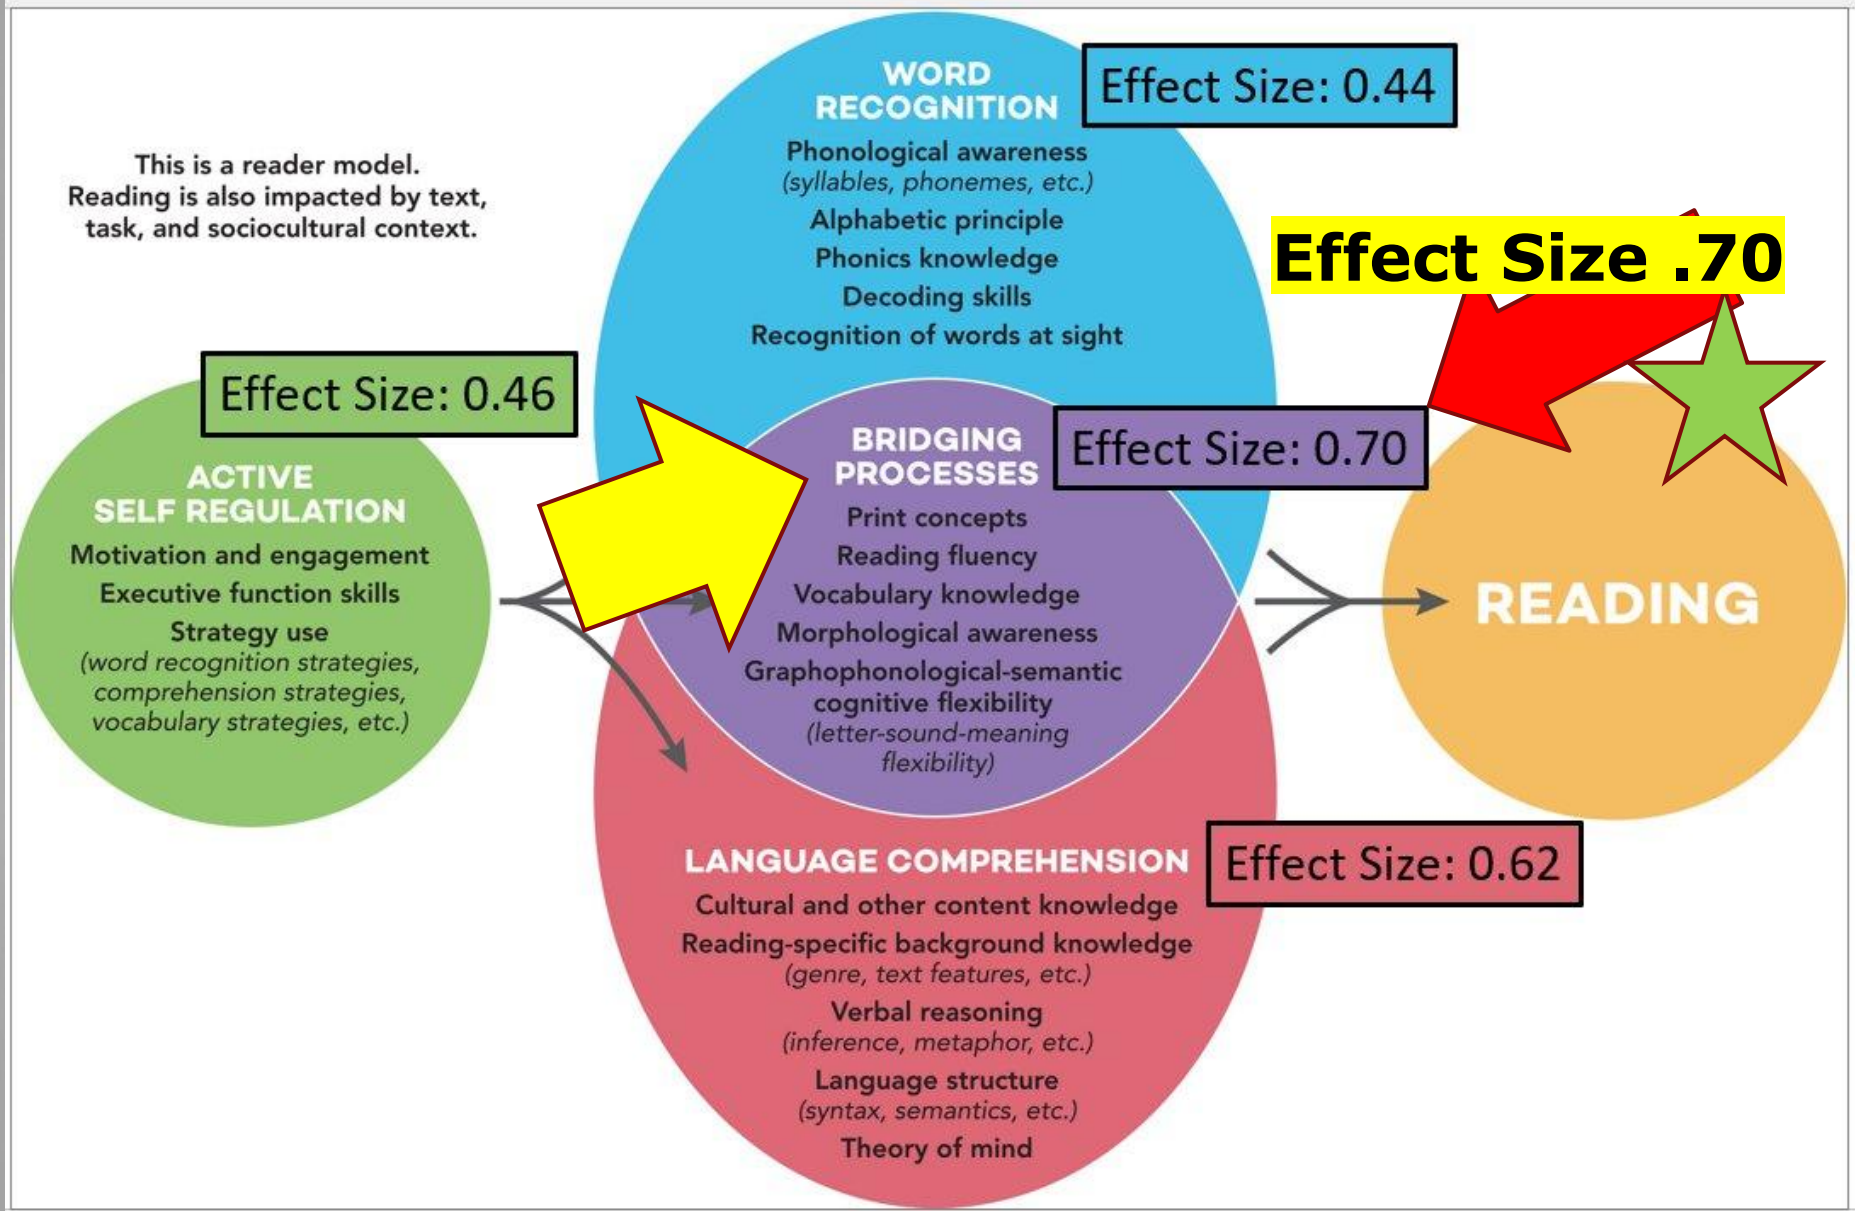 This is a reader model.
Reading is also impacted by text,
task, and sociocultural context.
Effect Size: 0.46
ACTIVE
SELF REGULATION
Motivation and engagement
Executive function skills
Strategy use
(word recognition strategies,
comprehension strategies,
vocabulary strategies, etc.)
WORD
RECOGNITION
Effect Size: 0.44
Phonological awareness
(syllables, phonemes, etc.)
Alphabetic principle
Phonics knowledge
Decoding skills
Recognition of words at sight
Effect Size .70
BRIDGING
PROCESSES
Effect Size: 0.70
Print concepts
Reading fluency
Vocabulary knowledge
Morphological awareness
Graphophonological-semantic
cognitive flexibility
(letter-sound-meaning
flexibility)
LANGUAGE COMPREHENSION
Effect Size: 0.62
Cultural and other content knowledge
Reading-specific background knowledge
(genre, text features, etc.)
Verbal reasoning
(inference, metaphor, etc.)
Language structure
(syntax, semantics, etc.)
Theory of mind
READING